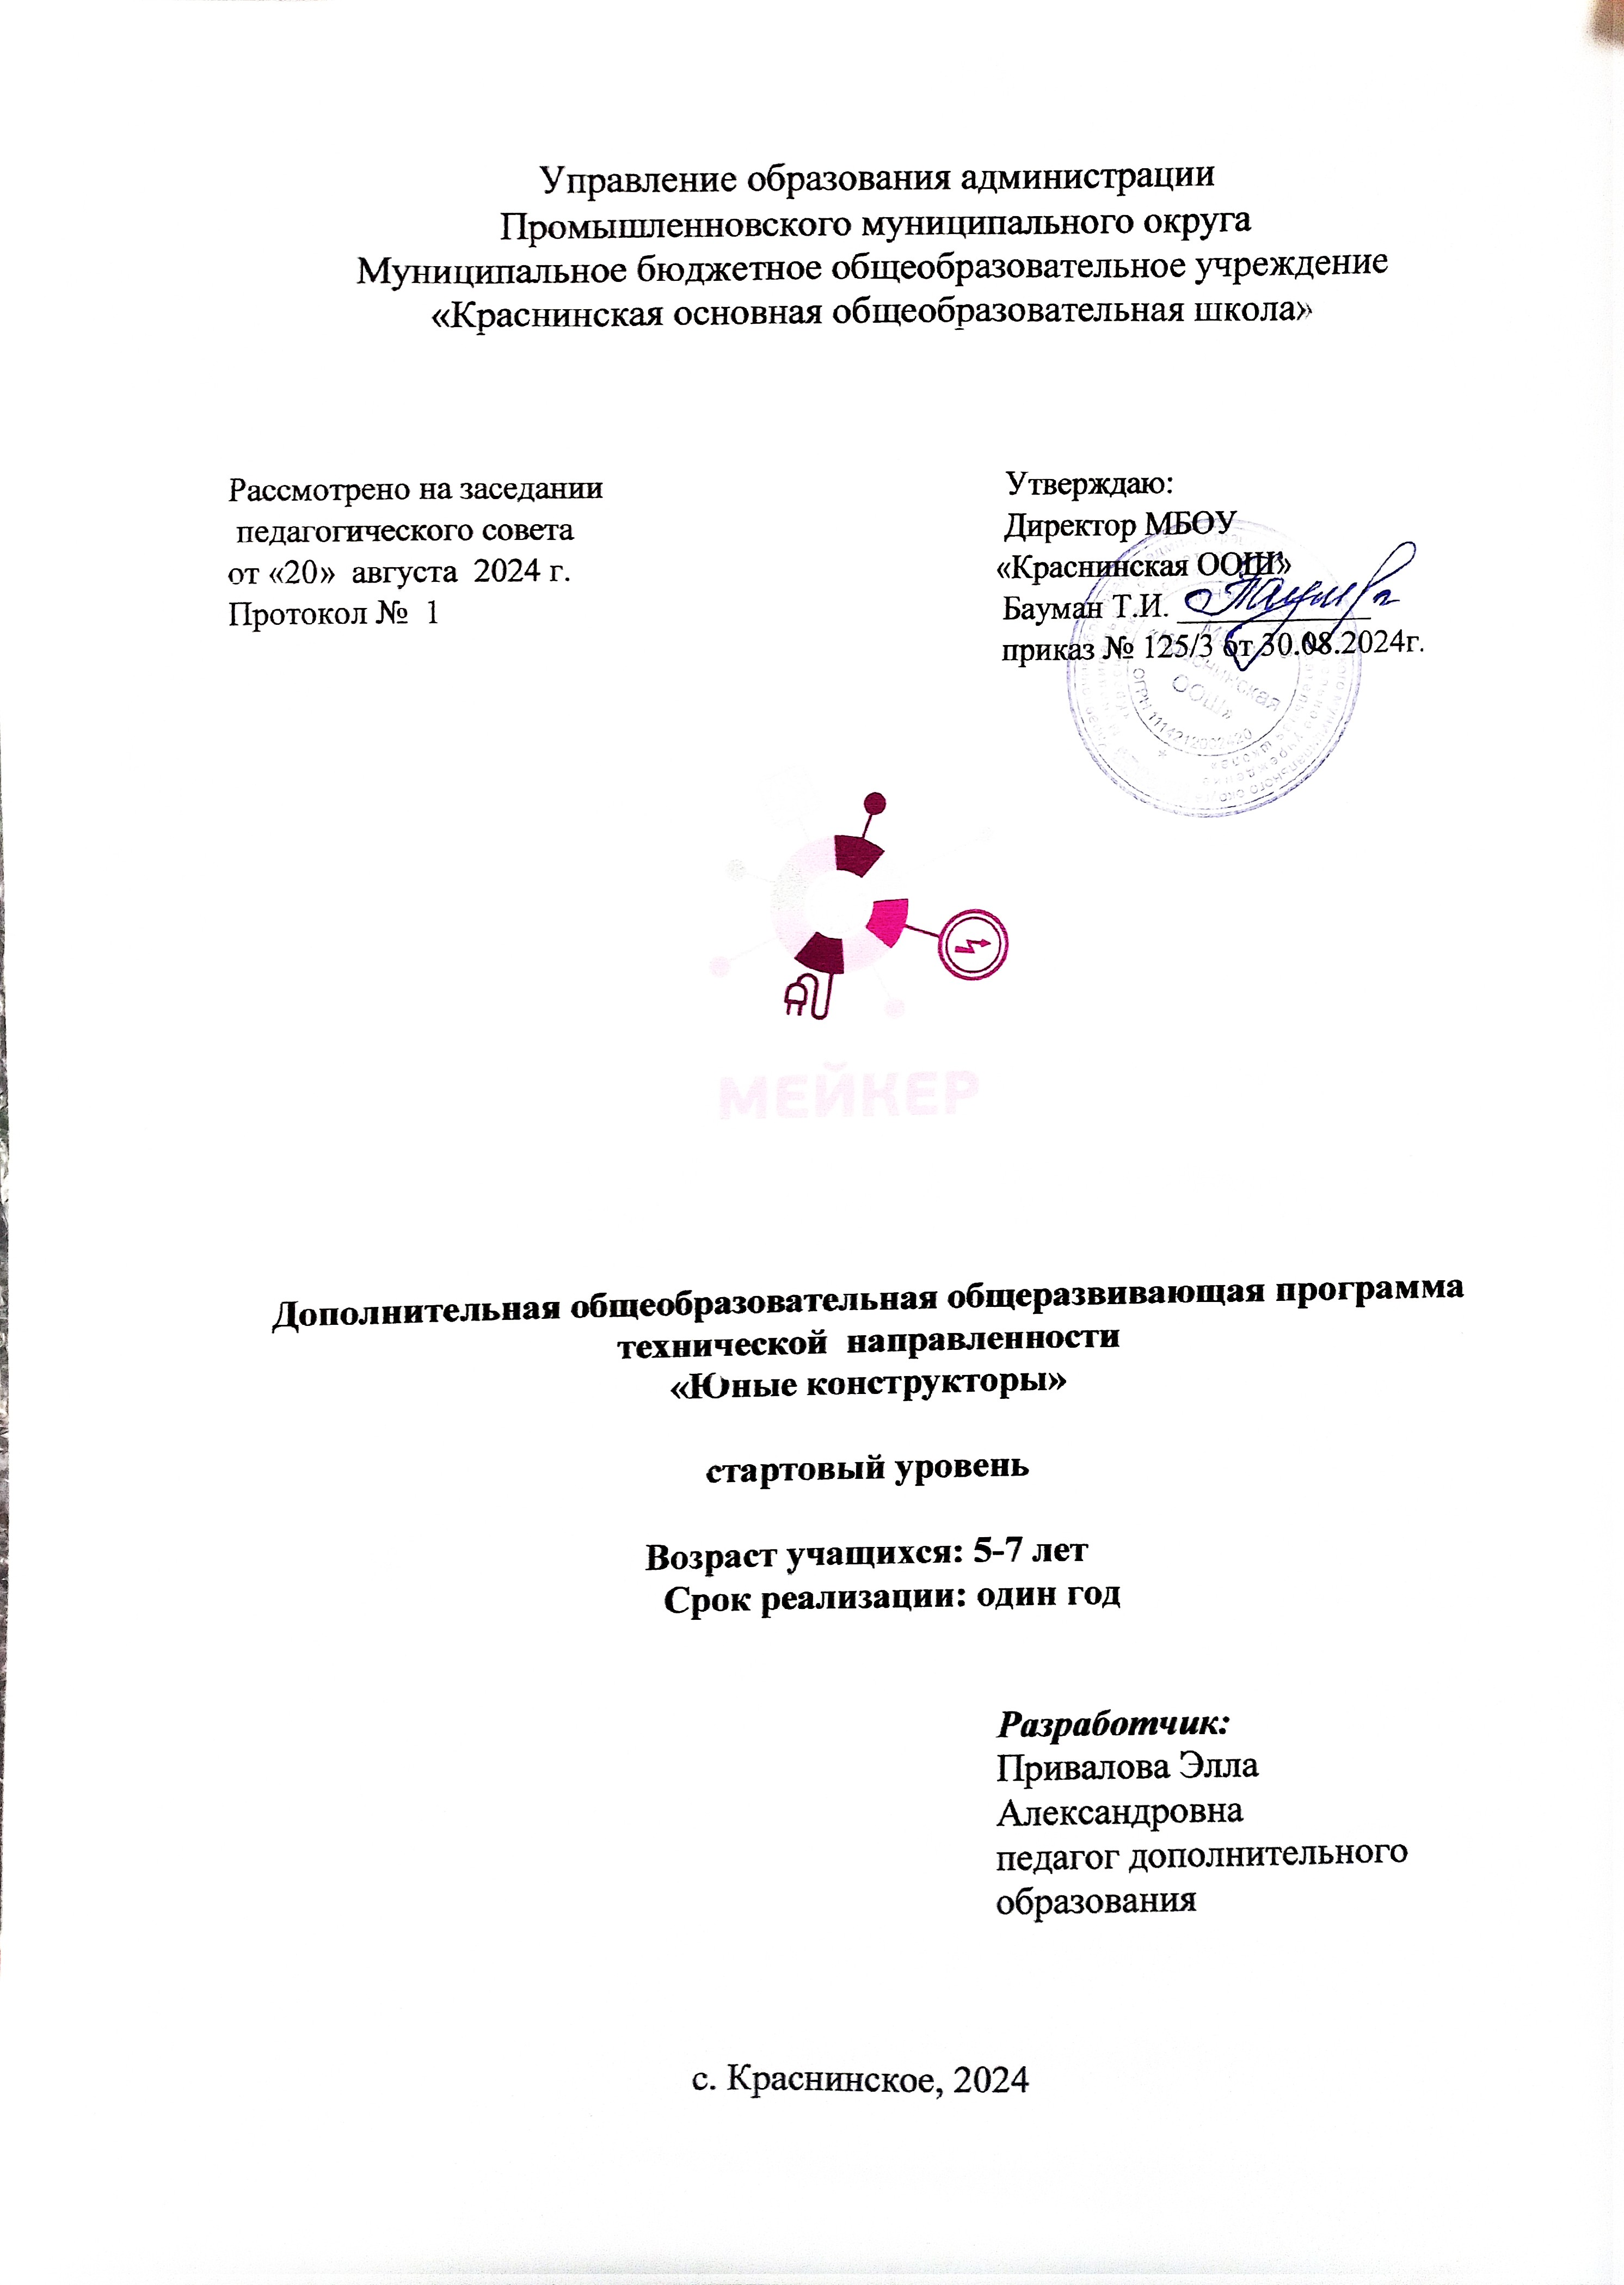 Управление образования администрации
Промышленновского муниципального округа
Муниципальное бюджетное общеобразовательное учреждение
«Краснинская основная общеобразовательная школа»
Рассмотрено на заседании
педагогического совета
от «20» августа 2024 г.
Протокол № 1
Утверждаю:
Директор МБОУ
«Краснинская ООШ»
Бауман Т.И.
приказ № 125/3 от 30.08.2024г.
ООШ»
ОГРН
МЕЙКЕР
Дополнительная общеобразовательная общеразвивающая программа
технической направленности
«Юные конструкторы»
стартовый уровень
Возраст учащихся: 5-7 лет
Срок реализации: один год
Разработчик:
Привалова Элла
Александровна
педагог дополнительного
образования
с. Краснинское, 2024